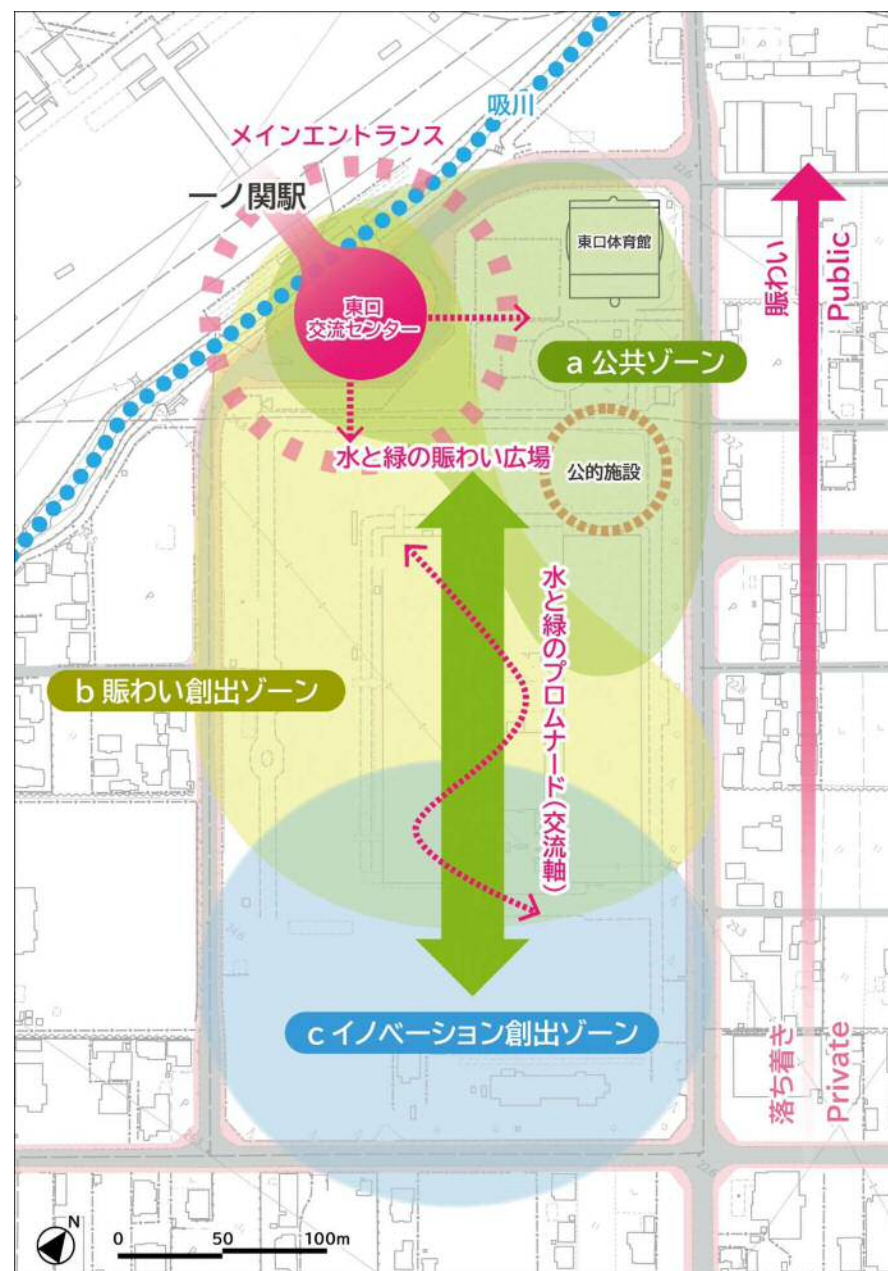 吸川
メインエントランス
一ノ関駅
東口体育館
東口
交流センター
a 公共ゾーン
賑わい
Public
水と緑の賑わい広場
公的施設
水と緑のプロムナード(交流軸)
b 賑わい創出ゾーン
c イノベーション創出ゾーン
落ち着き
Private
N
0 50 100m